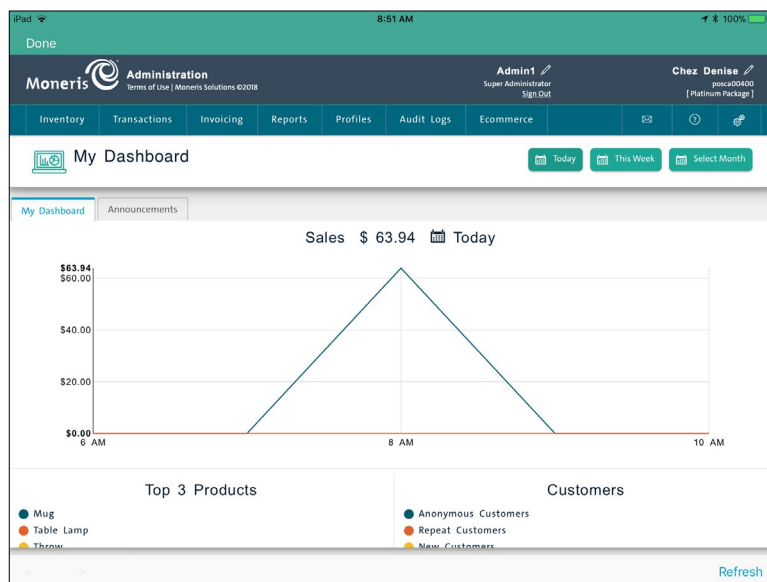 iPad 8:51 AM 100%
Done
Moneris Administration
Terms of Use | Moneris Solutions ©2018
Admin1
Super Administrator
Sign Out
Chez Denise
posca00400
[ Platinum Package ]
Inventory Transactions Invoicing Reports Profiles Audit Logs Ecommerce
My Dashboard
Today This Week Select Month
My Dashboard Announcements
Sales $ 63.94 Today
$63.94
$60.00
$40.00
$20.00
$0.00
6 AM 8 AM 10 AM
Top 3 Products
Mug
Table Lamp
Throw
Customers
Anonymous Customers
Repeat Customers
New Customers
< >
Refresh